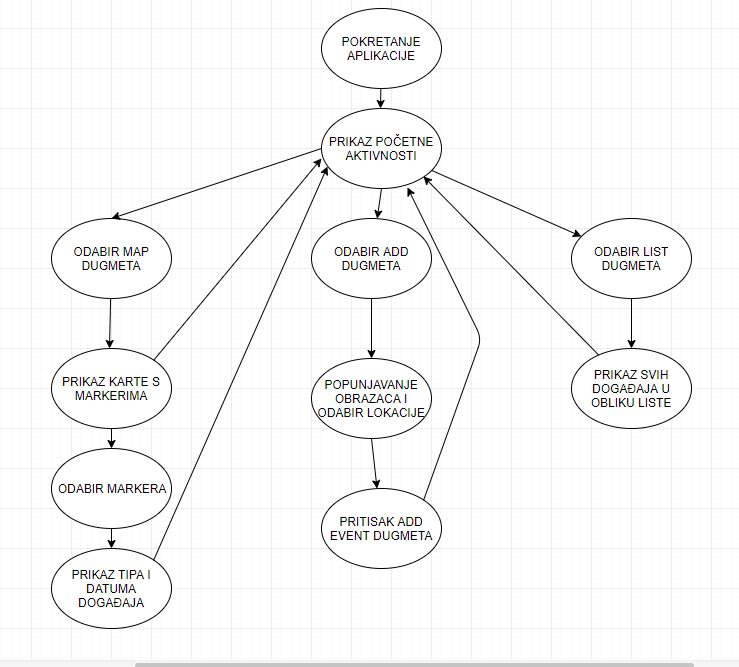 POKRETANJE
APLIKACIJE
PRIKAZ POČETNE
AKTIVNOSTI
ODABIR MAP
DUGMETA
ODABIR ADD
DUGMETA
ODABIR LIST
DUGMETA
PRIKAZ KARTE S
MARKERIMA
POPUNJAVANJE
OBRAZACA I
ODABIR LOKACIJE
PRIKAZ SVIH
DOGAĐAJA U
OBLIKU LISTE
ODABIR MARKERA
PRITISAK ADD
EVENT DUGMETA
PRIKAZ TIPA I
DATUMA
DOGAĐAJA